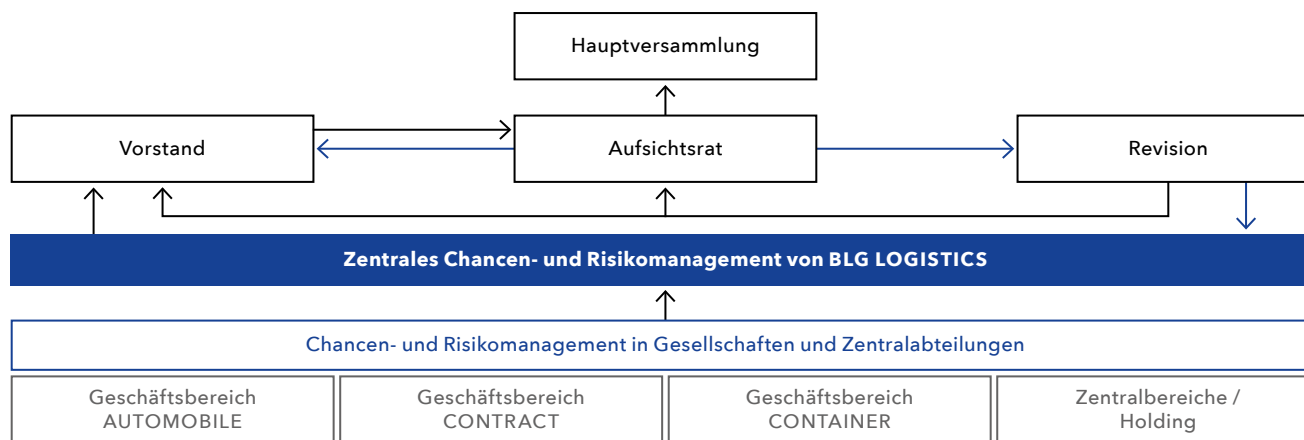 Hauptversammlung
Vorstand
Aufsichtsrat
Revision
Zentrales Chancen- und Risikomanagement von BLG LOGISTICS
Chancen- und Risikomanagement in Gesellschaften und Zentralabteilungen
Geschäftsbereich
AUTOMOBILE
Geschäftsbereich
CONTRACT
Geschäftsbereich
CONTAINER
Zentralbereiche /
Holding